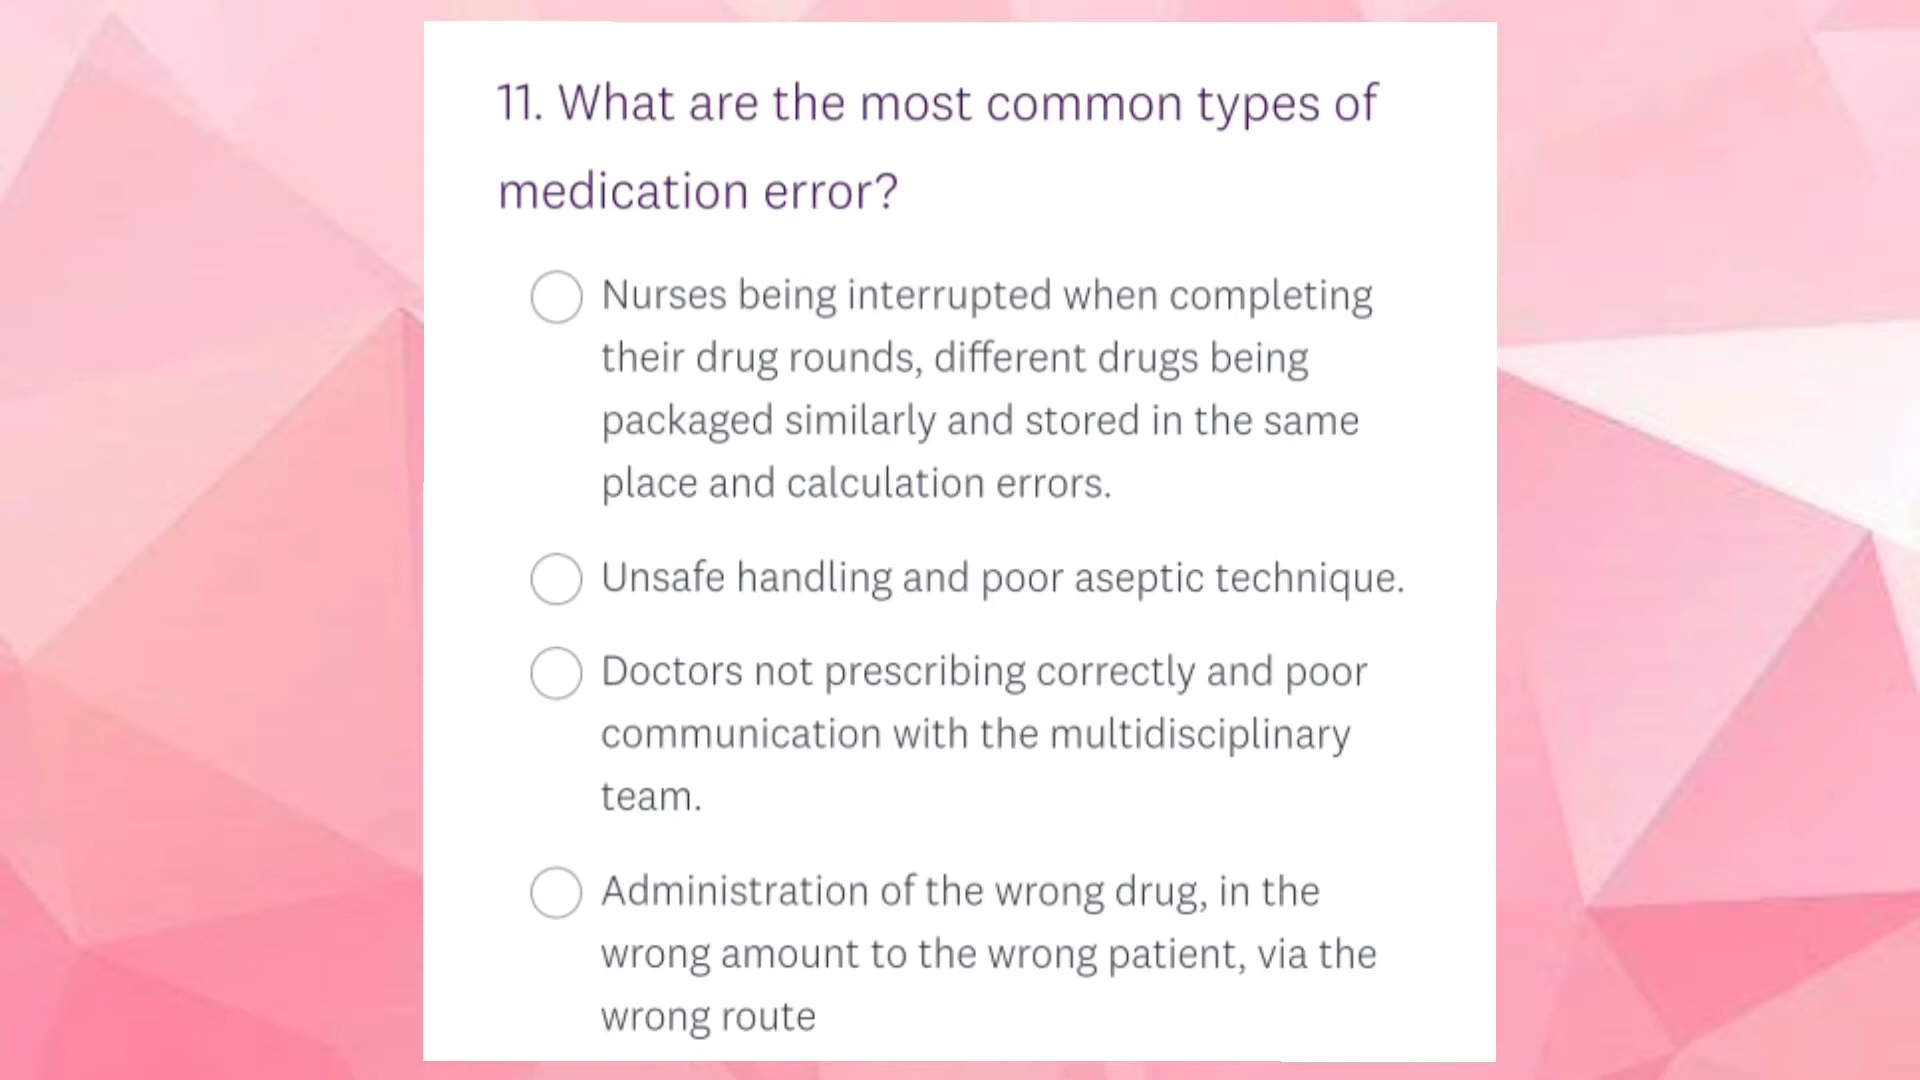 11. What are the most common types of
medication error?
Nurses being interrupted when completing
their drug rounds, different drugs being
packaged similarly and stored in the same
place and calculation errors.
Unsafe handling and poor aseptic technique.
Doctors not prescribing correctly and poor
communication with the multidisciplinary
team.
Administration of the wrong drug, in the
wrong amount to the wrong patient, via the
wrong route